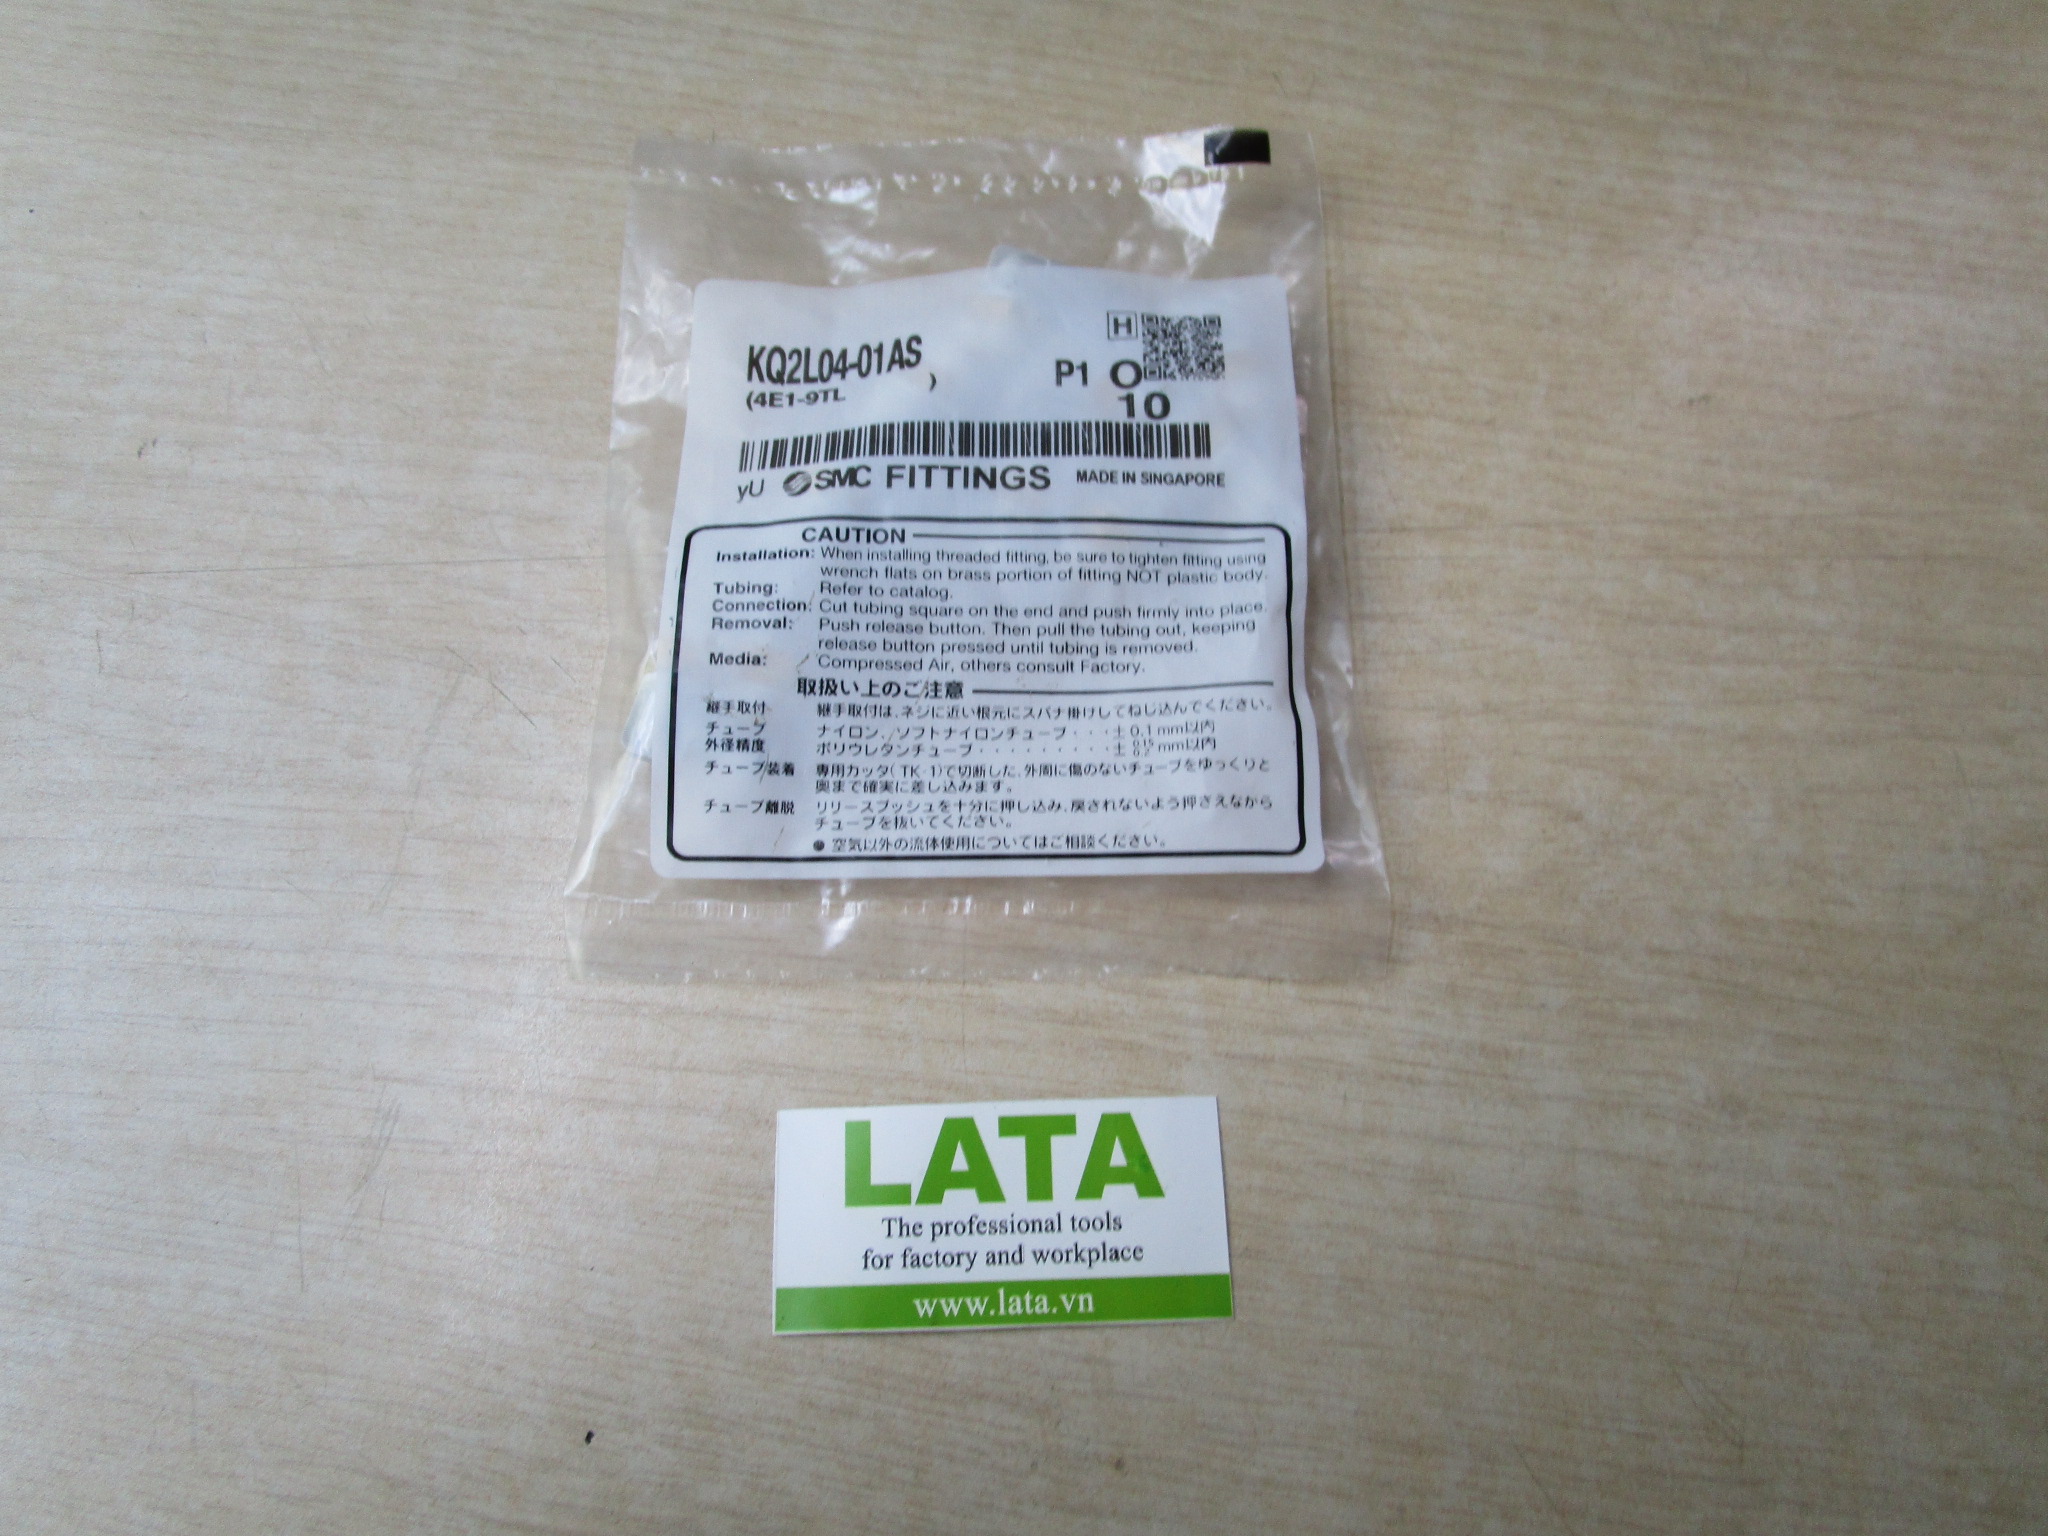 H
KQ2L04-01AS
P1 O
(4E1-9TL )
10
yU SMC FITTINGS MADE IN SINGAPORE
CAUTION
Installation: When installing threaded fitting, be sure to tighten fitting using
wrench flats on brass portion of fitting NOT plastic body.
Tubing: Refer to catalog.
Connection: Cut tubing square on the end and push firmly into place.
Removal: Push release button. Then pull the tubing out, keeping
release button pressed until tubing is removed.
Media: Compressed Air, others consult Factory.
取扱い上のご注意
継手取付 継手取付は、ネジに近い根元にスパナ掛けしてねじ込んでください。
チューブ ナイロン、ソフトナイロンチューブ・・・± 0.1 mm以内
外径精度 ポリウレタンチューブ・・・・・・・・・± mm以内
チューブ装着 専用カッタ(TK-1)で切断した、外周に傷のないチューブをゆっくりと
奥まで確実に差し込みます。
チューブ離脱 リリースプッシュを十分に押し込み、戻されないよう押さえながら
チューブを抜いてください。
● 空気以外の流体使用についてはご相談ください。
LATA
The professional tools
for factory and workplace
www.lata.vn